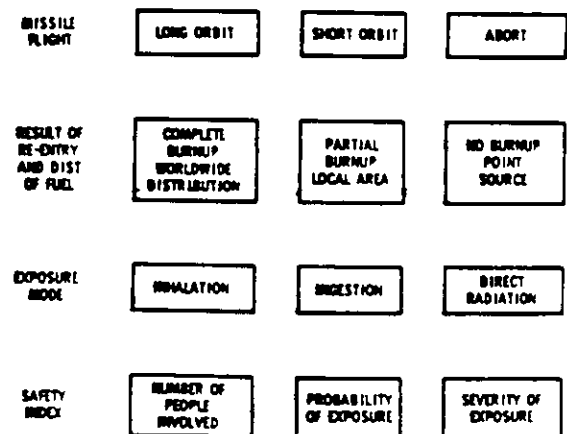 MISSILE
FLIGHT
LONG ORBIT
SHORT ORBIT
ABORT
RESULT OF
RE-ENTRY
AND DIST
OF FUEL
COMPLETE
BURNUP
WORLDWIDE
DISTRIBUTION
PARTIAL
BURNUP
LOCAL AREA
NO BURNUP
POINT
SOURCE
EXPOSURE
MODE
INHALATION
INGESTION
DIRECT
RADIATION
SAFETY
INDEX
NUMBER OF
PEOPLE
INVOLVED
PROBABILITY
OF EXPOSURE
SEVERITY OF
EXPOSURE